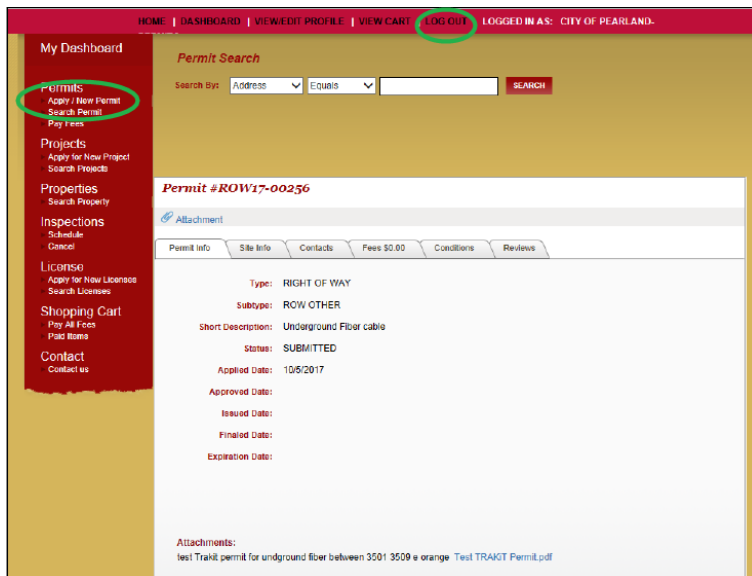 HOME | DASHBOARD | VIEW/EDIT PROFILE | VIEW CART | LOG OUT LOGGED IN AS: CITY OF PEARLAND-
My Dashboard
Permits
Apply / New Permit
Search Permit
Pay Fees
Projects
Apply for New Project
Search Projects
Properties
Search Property
Inspections
Schedule
Cancel
License
Apply for New Licenses
Search Licenses
Shopping Cart
Pay All Fees
Paid Items
Contact
Contact us
Permit Search
Search By: Address Equals SEARCH
Permit #ROW17-00256
Attachment
Permit Info Site Info Contacts Fees $0.00 Conditions Reviews
Type: RIGHT OF WAY
Subtype: ROW OTHER
Short Description: Underground Fiber cable
Status: SUBMITTED
Applied Date: 10/5/2017
Approved Date:
Issued Date:
Finaled Date:
Expiration Date:
Attachments:
test Trakit permit for undground fiber between 3501 3509 e orange Test TRAKiT Permit.pdf